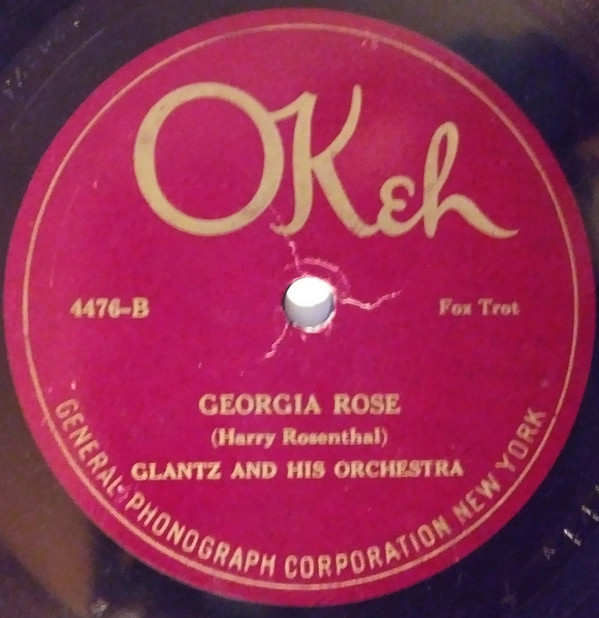 OKeh
4476-B
Fox Trot
GEORGIA ROSE
(Harry Rosenthal)
GLANTZ AND HIS ORCHESTRA
GENERAL PHONOGRAPH CORPORATION NEW YORK